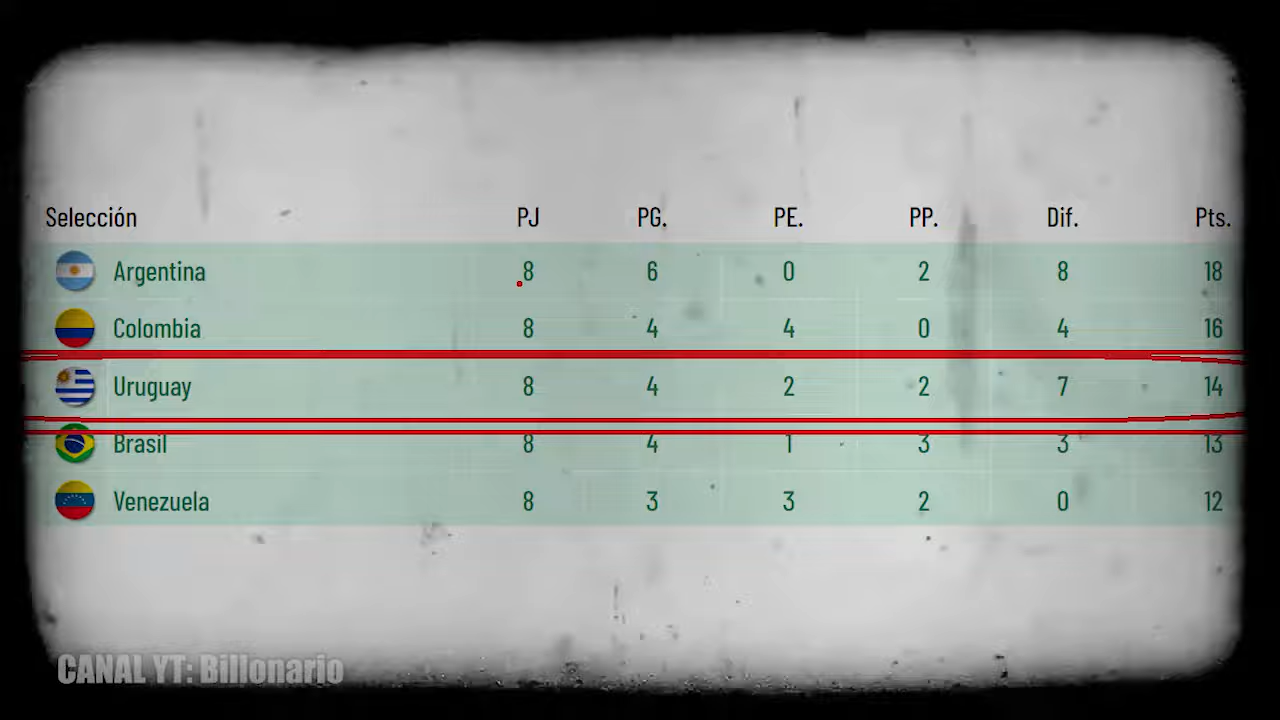 Selección PJ PG. PE. PP. Dif. Pts.
Argentina 8 6 0 2 8 18
Colombia 8 4 4 0 4 16
Uruguay 8 4 2 2 7 14
Brasil 8 4 1 3 3 13
Venezuela 8 3 3 2 0 12
CANAL YT: Billonario